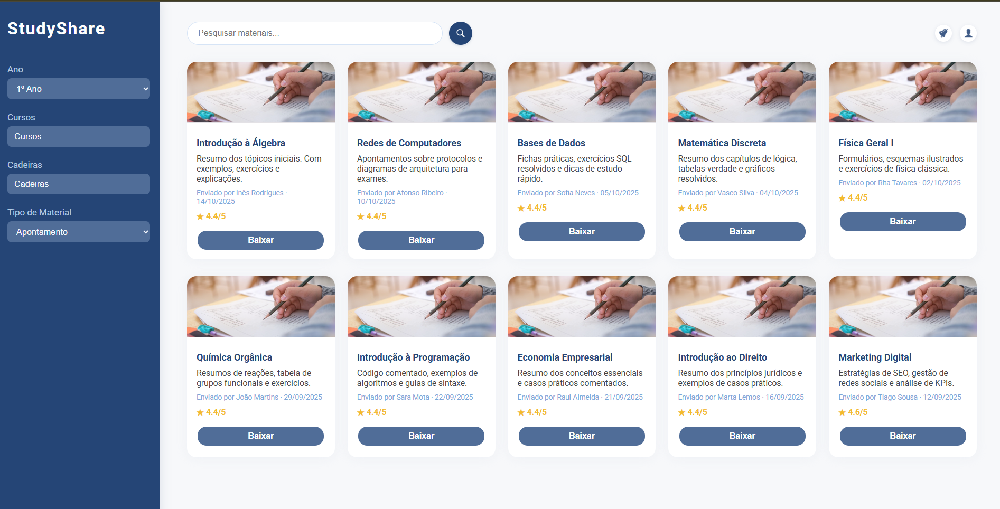 StudyShare
Ano
1º Ano
Cursos
Cursos
Cadeiras
Cadeiras
Tipo de Material
Apontamento
Pesquisar materiais...
Introdução à Álgebra
Resumo dos tópicos iniciais. Com
exemplos, exercícios e
explicações.
Enviado por Inês Rodrigues ·
14/10/2025
★ 4.4/5
Baixar
Redes de Computadores
Apontamentos sobre protocolos e
diagramas de arquitetura para
exames.
Enviado por Afonso Ribeiro ·
10/10/2025
★ 4.4/5
Baixar
Bases de Dados
Fichas práticas, exercícios SQL
resolvidos e dicas de estudo
rápido.
Enviado por Sofia Neves · 05/10/2025
★ 4.4/5
Baixar
Matemática Discreta
Resumo dos capítulos de lógica,
tabelas-verdade e gráficos
resolvidos.
Enviado por Vasco Silva · 04/10/2025
★ 4.4/5
Baixar
Física Geral I
Formulários, esquemas ilustrados
e exercícios de física clássica.
Enviado por Rita Tavares · 02/10/2025
★ 4.4/5
Baixar
Química Orgânica
Resumos de reações, tabela de
grupos funcionais e exercícios.
Enviado por João Martins · 29/09/2025
★ 4.4/5
Baixar
Introdução à Programação
Código comentado, exemplos de
algoritmos e guias de sintaxe.
Enviado por Sara Mota · 22/09/2025
★ 4.4/5
Baixar
Economia Empresarial
Resumo dos conceitos essenciais
e casos práticos comentados.
Enviado por Raul Almeida · 21/09/2025
★ 4.4/5
Baixar
Introdução ao Direito
Resumo dos princípios jurídicos e
exemplos de casos práticos.
Enviado por Marta Lemos · 16/09/2025
★ 4.4/5
Baixar
Marketing Digital
Estratégias de SEO, gestão de
redes sociais e análise de KPIs.
Enviado por Tiago Sousa · 12/09/2025
★ 4.6/5
Baixar